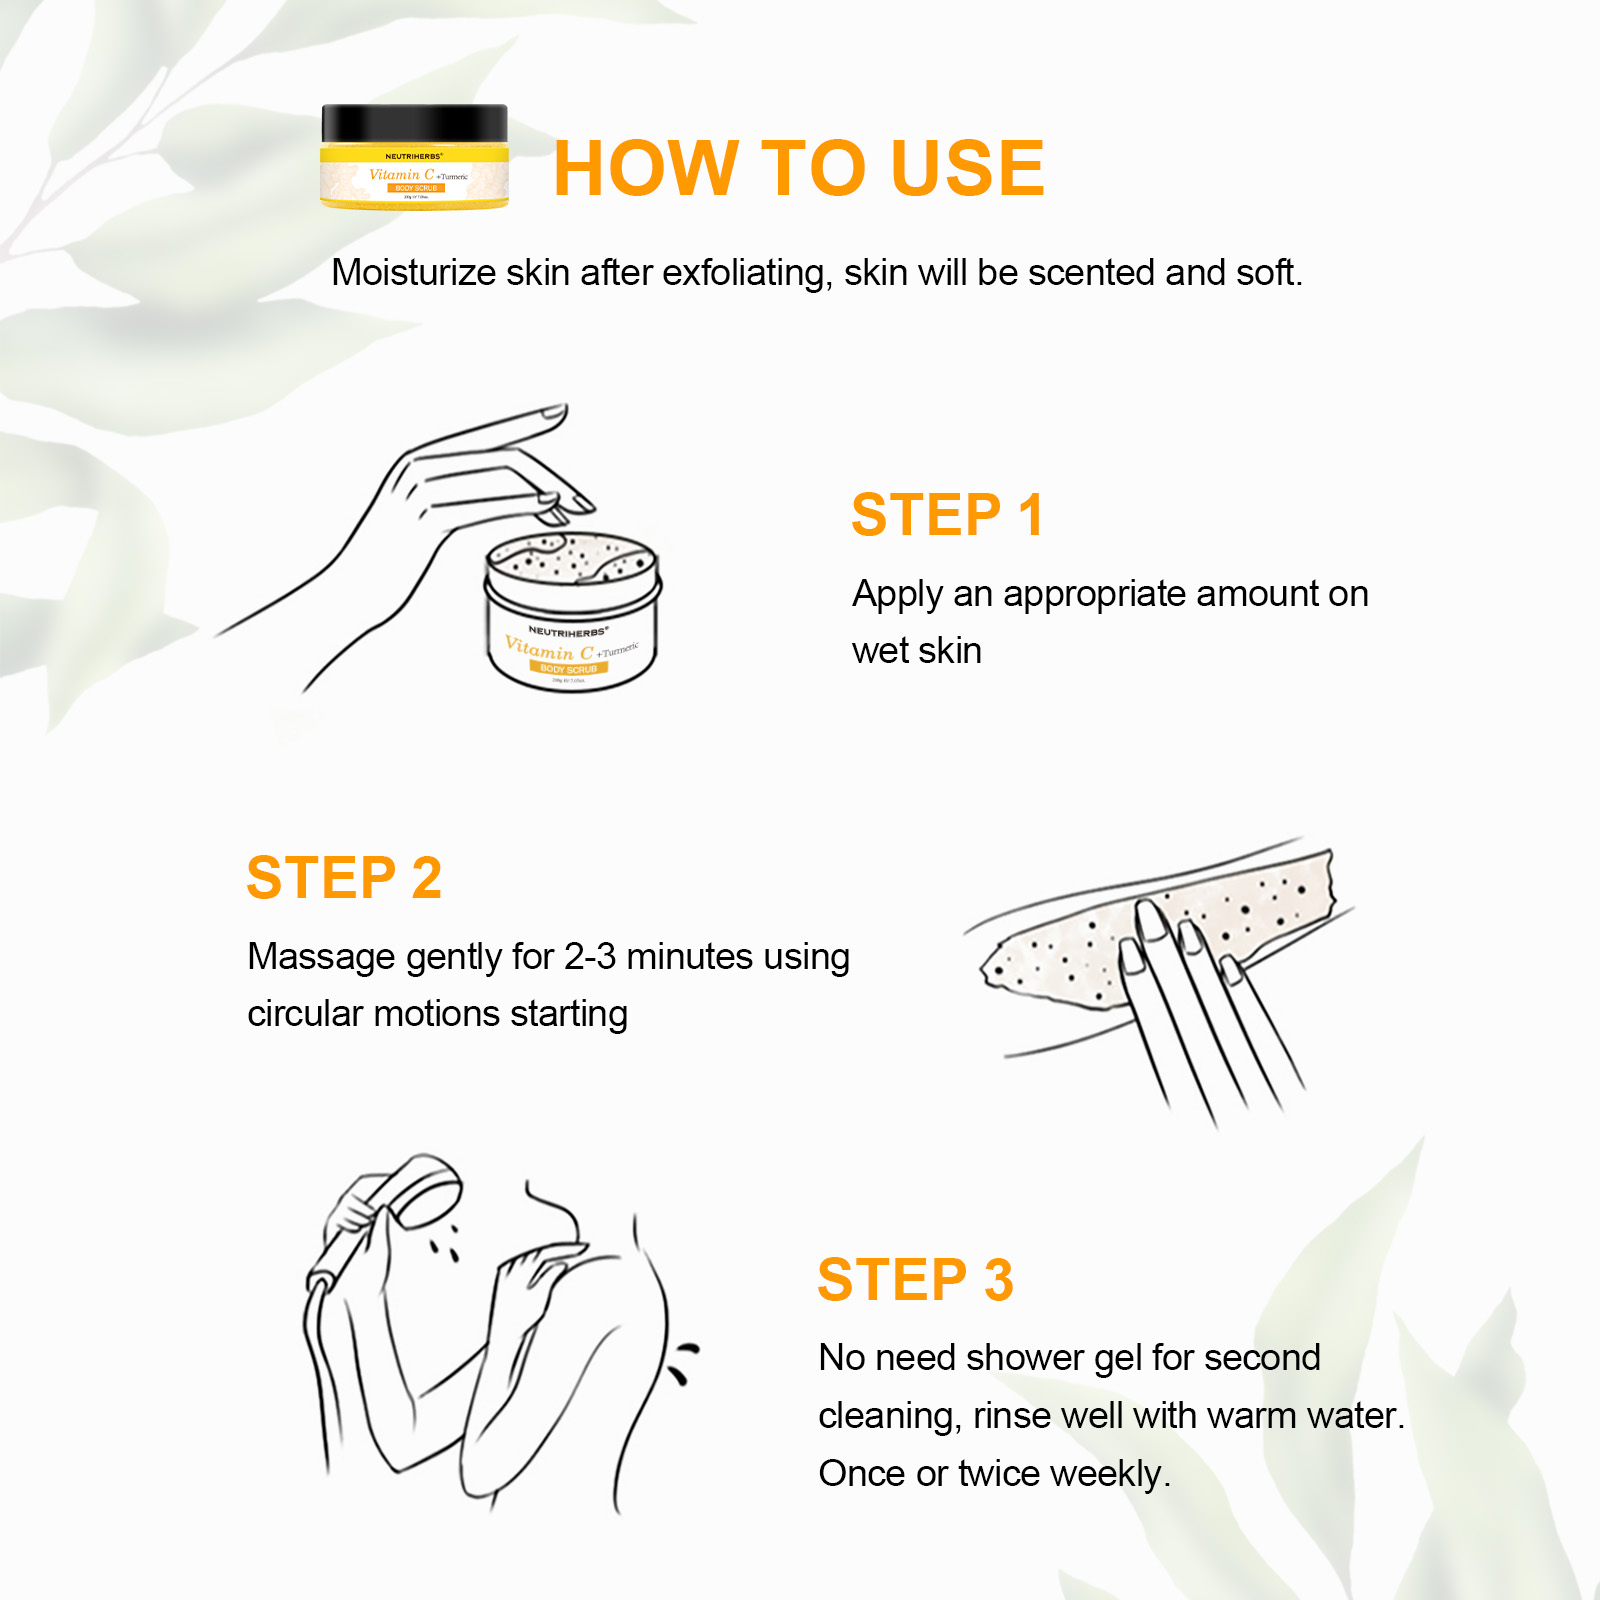 NEUTRIHERBS®
Vitamin C +Turmeric
BODY SCRUB
HOW TO USE
Moisturize skin after exfoliating, skin will be scented and soft.
STEP 1
Apply an appropriate amount on
wet skin
NEUTRIHERBS®
Vitamin C +Turmeric
BODY SCRUB
STEP 2
Massage gently for 2-3 minutes using
circular motions starting
STEP 3
No need shower gel for second
cleaning, rinse well with warm water.
Once or twice weekly.